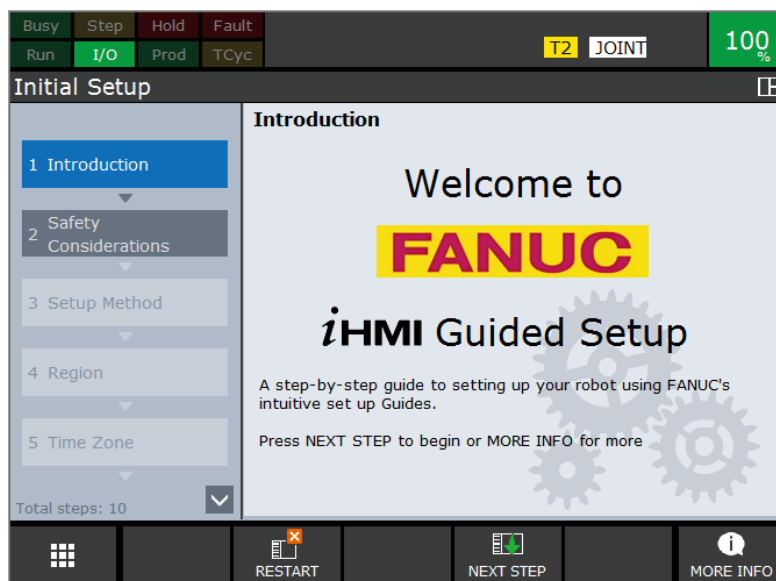 Busy Step Hold Fault
Run I/O Prod TCyc
T2 JOINT
100
%
Initial Setup
1 Introduction
2 Safety
Considerations
3 Setup Method
4 Region
5 Time Zone
Total steps: 10
Introduction
Welcome to
FANUC
iHMI Guided Setup
A step-by-step guide to setting up your robot using FANUC's
intuitive set up Guides.
Press NEXT STEP to begin or MORE INFO for more
RESTART
NEXT STEP
MORE INFO